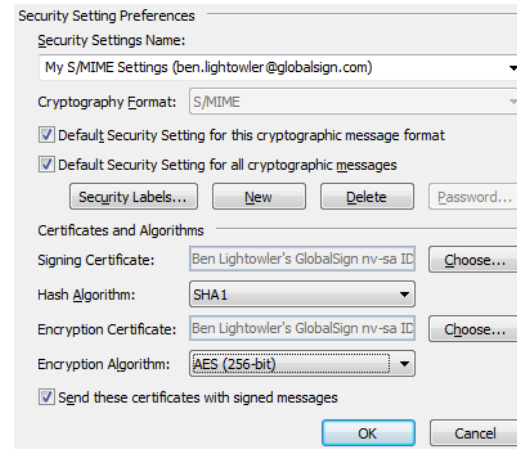 Security Setting Preferences
Security Settings Name:
My S/MIME Settings (ben.lightowler@globalsign.com)
Cryptography Format: S/MIME
Default Security Setting for this cryptographic message format
Default Security Setting for all cryptographic messages
Security Labels... New Delete Password...
Certificates and Algorithms
Signing Certificate: Ben Lightowler's GlobalSign nv-sa ID Choose...
Hash Algorithm: SHA1
Encryption Certificate: Ben Lightowler's GlobalSign nv-sa ID Choose...
Encryption Algorithm: AES (256-bit)
Send these certificates with signed messages
OK Cancel